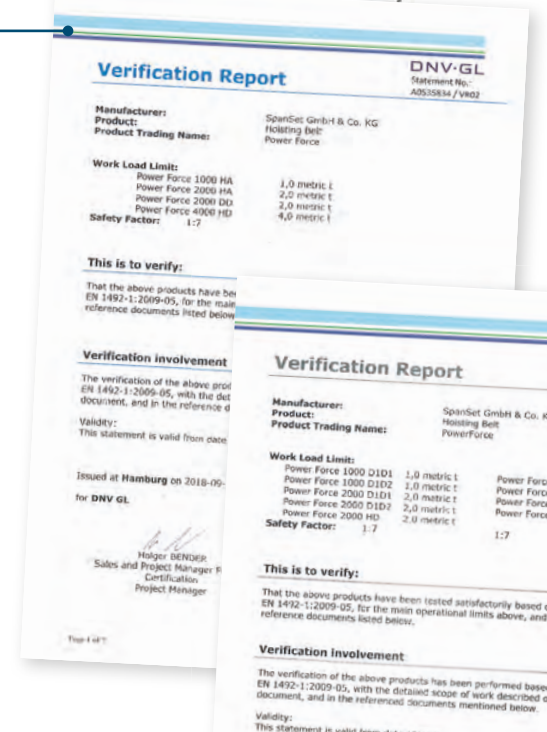 Verification Report
DNV·GL
Statement No.:
A0535834 / VR02
Manufacturer: SpanSet GmbH & Co. KG
Product: Hoisting Belt
Product Trading Name: Power Force
Work Load Limit:
Power Force 1000 HA 1,0 metric t
Power Force 2000 HA 2,0 metric t
Power Force 2000 DD 2,0 metric t
Power Force 4000 HD 4,0 metric t
Safety Factor: 1:7
This is to verify:
That the above products have
EN 1492-1:2009-05, for the main
reference documents listed below
Verification involvement
The verification of the above
EN 1492-1:2009-05, with the
document, and in the reference
Validity:
This statement is valid from date
Issued at Hamburg on 2018-09-
for DNV GL
Holger BENDER
Sales and Project Manager
Certification
Project Manager
Verification Report
Manufacturer: SpanSet GmbH & Co.
Product: Hoisting Belt
Product Trading Name: PowerForce
Work Load Limit:
Power Force 1000 D1D1 1,0 metric t Power
Power Force 1000 D1D2 1,0 metric t Power
Power Force 2000 D1D1 2,0 metric t Power
Power Force 2000 D1D2 2,0 metric t Power
Power Force 2000 HD 2,0 metric t
Safety Factor: 1:7 1:7
This is to verify:
That the above products have been tested satisfactorily based
EN 1492-1:2009-05, for the main operational limits above, and
reference documents listed below.
Verification involvement
The verification of the above products has been performed based
EN 1492-1:2009-05, with the detailed scope of work described
document, and in the referenced documents mentioned below.
Validity:
This statement is valid from